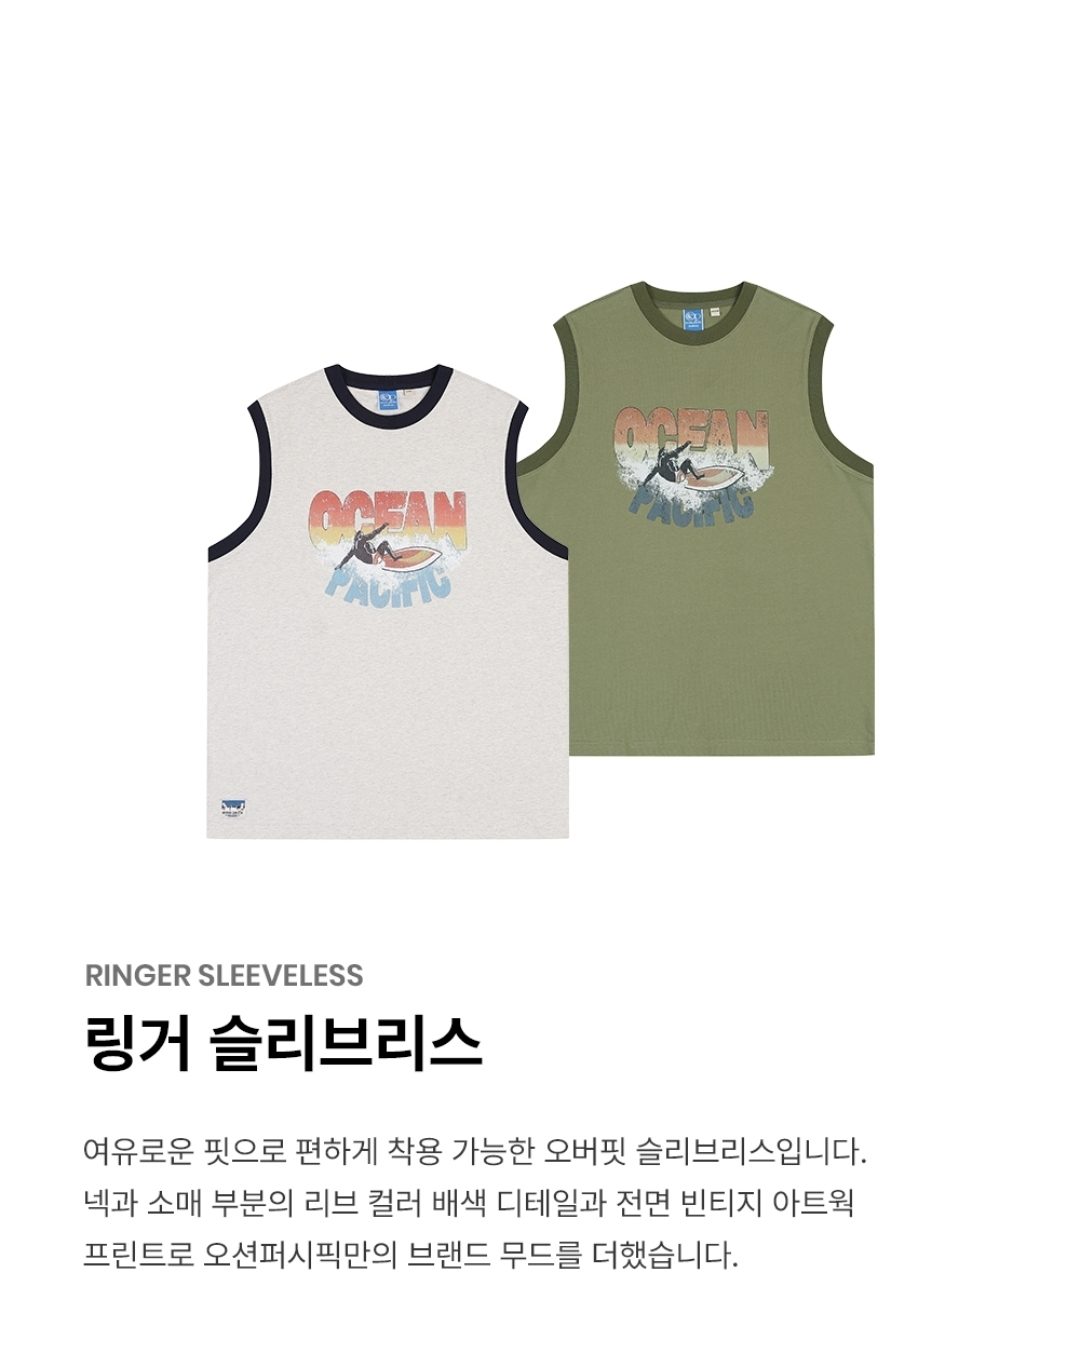 OCEAN
PACIFIC
OCEAN
PACIFIC
RINGER SLEEVELESS
링거 슬리브리스
여유로운 핏으로 편하게 착용 가능한 오버핏 슬리브리스입니다.
넥과 소매 부분의 리브 컬러 배색 디테일과 전면 빈티지 아트웍
프린트로 오션퍼시픽만의 브랜드 무드를 더했습니다.